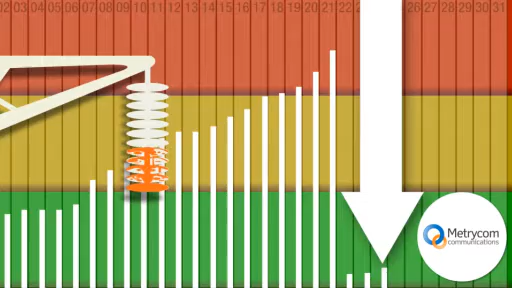 02 03 04 05 06 07 08 09 10 11 12 13 14 15 16 17 18 19 20 21 22 26 27 28 29 30 31
Metrycom
communications